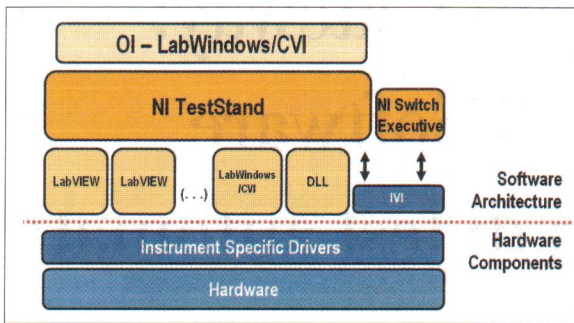 OI – LabWindows/CVI
NI TestStand
NI Switch
Executive
LabVIEW
LabVIEW
(. . .)
LabWindows
/CVI
DLL
IVI
Software
Architecture
Instrument Specific Drivers
Hardware
Components
Hardware